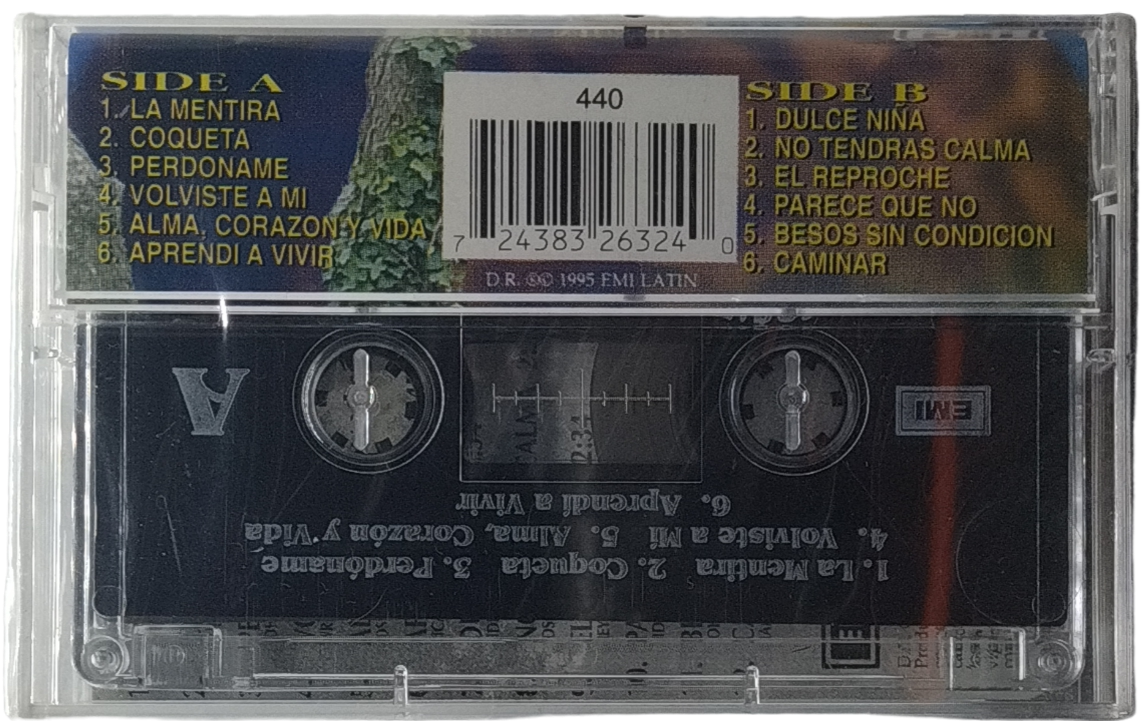 SIDE A
1. LA MENTIRA
2. COQUETA
3. PERDONAME
4. VOLVISTE A MI
5. ALMA, CORAZON Y VIDA
6. APRENDI A VIVIR
440
7 24383 26324 0
D.R. ℗© 1995 EMI LATIN
SIDE B
1. DULCE NIÑA
2. NO TENDRAS CALMA
3. EL REPROCHE
4. PARECE QUE NO
5. BESOS SIN CONDICION
6. CAMINAR
A
EMI
1. La Mentira 2. Coqueta 3. Perdóname
4. Volviste a Mí 5. Alma, Corazón y Vida
6. Aprendí a Vivir